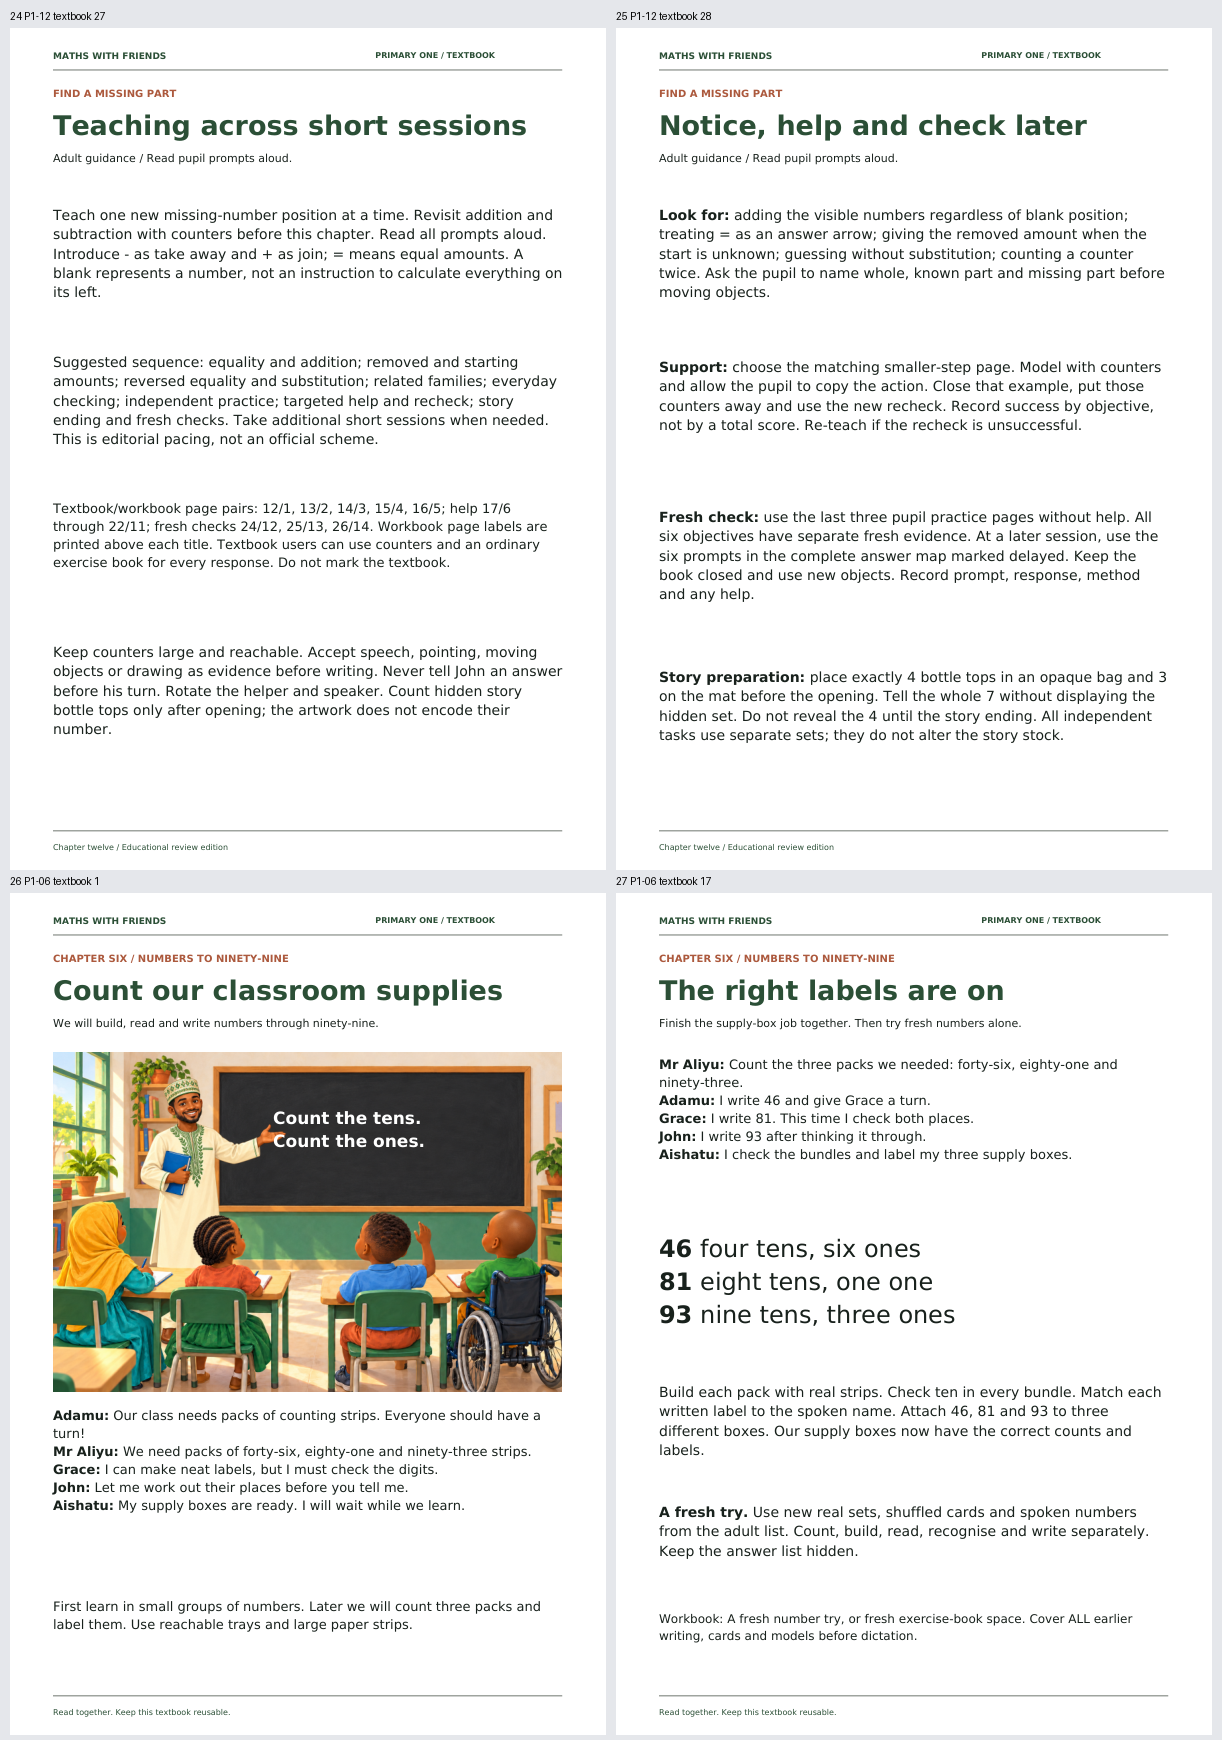 24 P1-12 textbook 27
MATHS WITH FRIENDS
PRIMARY ONE / TEXTBOOK
FIND A MISSING PART
Teaching across short sessions
Adult guidance / Read pupil prompts aloud.
Teach one new missing-number position at a time. Revisit addition and
subtraction with counters before this chapter. Read all prompts aloud.
Introduce - as take away and + as join; = means equal amounts. A
blank represents a number, not an instruction to calculate everything on
its left.
Suggested sequence: equality and addition; removed and starting
amounts; reversed equality and substitution; related families; everyday
checking; independent practice; targeted help and recheck; story
ending and fresh checks. Take additional short sessions when needed.
This is editorial pacing, not an official scheme.
Textbook/workbook page pairs: 12/1, 13/2, 14/3, 15/4, 16/5; help 17/6
through 22/11; fresh checks 24/12, 25/13, 26/14. Workbook page labels are
printed above each title. Textbook users can use counters and an ordinary
exercise book for every response. Do not mark the textbook.
Keep counters large and reachable. Accept speech, pointing, moving
objects or drawing as evidence before writing. Never tell John an answer
before his turn. Rotate the helper and speaker. Count hidden story
bottle tops only after opening; the artwork does not encode their
number.
Chapter twelve / Educational review edition
25 P1-12 textbook 28
MATHS WITH FRIENDS
PRIMARY ONE / TEXTBOOK
FIND A MISSING PART
Notice, help and check later
Adult guidance / Read pupil prompts aloud.
Look for: adding the visible numbers regardless of blank position;
treating = as an answer arrow; giving the removed amount when the
start is unknown; guessing without substitution; counting a counter
twice. Ask the pupil to name whole, known part and missing part before
moving objects.
Support: choose the matching smaller-step page. Model with counters
and allow the pupil to copy the action. Close that example, put those
counters away and use the new recheck. Record success by objective,
not by a total score. Re-teach if the recheck is unsuccessful.
Fresh check: use the last three pupil practice pages without help. All
six objectives have separate fresh evidence. At a later session, use the
six prompts in the complete answer map marked delayed. Keep the
book closed and use new objects. Record prompt, response, method
and any help.
Story preparation: place exactly 4 bottle tops in an opaque bag and 3
on the mat before the opening. Tell the whole 7 without displaying the
hidden set. Do not reveal the 4 until the story ending. All independent
tasks use separate sets; they do not alter the story stock.
Chapter twelve / Educational review edition
26 P1-06 textbook 1
MATHS WITH FRIENDS
PRIMARY ONE / TEXTBOOK
CHAPTER SIX / NUMBERS TO NINETY-NINE
Count our classroom supplies
We will build, read and write numbers through ninety-nine.
Count the tens.
Count the ones.
Adamu: Our class needs packs of counting strips. Everyone should have a
turn!
Mr Aliyu: We need packs of forty-six, eighty-one and ninety-three strips.
Grace: I can make neat labels, but I must check the digits.
John: Let me work out their places before you tell me.
Aishatu: My supply boxes are ready. I will wait while we learn.
First learn in small groups of numbers. Later we will count three packs and
label them. Use reachable trays and large paper strips.
Read together. Keep this textbook reusable.
27 P1-06 textbook 17
MATHS WITH FRIENDS
PRIMARY ONE / TEXTBOOK
CHAPTER SIX / NUMBERS TO NINETY-NINE
The right labels are on
Finish the supply-box job together. Then try fresh numbers alone.
Mr Aliyu: Count the three packs we needed: forty-six, eighty-one and
ninety-three.
Adamu: I write 46 and give Grace a turn.
Grace: I write 81. This time I check both places.
John: I write 93 after thinking it through.
Aishatu: I check the bundles and label my three supply boxes.
46 four tens, six ones
81 eight tens, one one
93 nine tens, three ones
Build each pack with real strips. Check ten in every bundle. Match each
written label to the spoken name. Attach 46, 81 and 93 to three
different boxes. Our supply boxes now have the correct counts and
labels.
A fresh try. Use new real sets, shuffled cards and spoken numbers
from the adult list. Count, build, read, recognise and write separately.
Keep the answer list hidden.
Workbook: A fresh number try, or fresh exercise-book space. Cover ALL earlier
writing, cards and models before dictation.
Read together. Keep this textbook reusable.